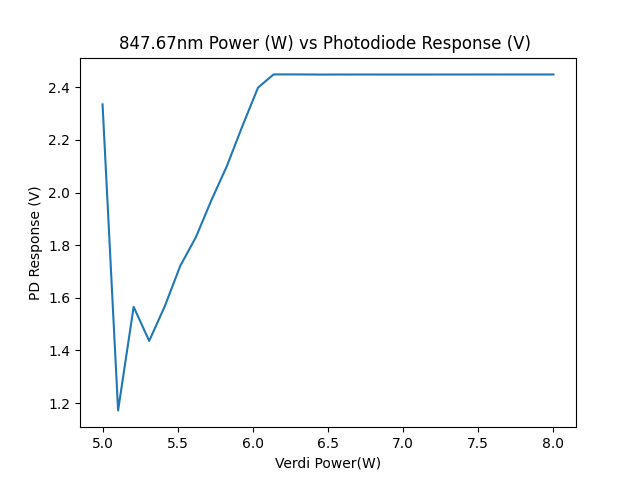 847.67nm Power (W) vs Photodiode Response (V)
2.4
2.2
2.0
1.8
1.6
1.4
1.2
PD Response (V)
5.0 5.5 6.0 6.5 7.0 7.5 8.0
Verdi Power(W)